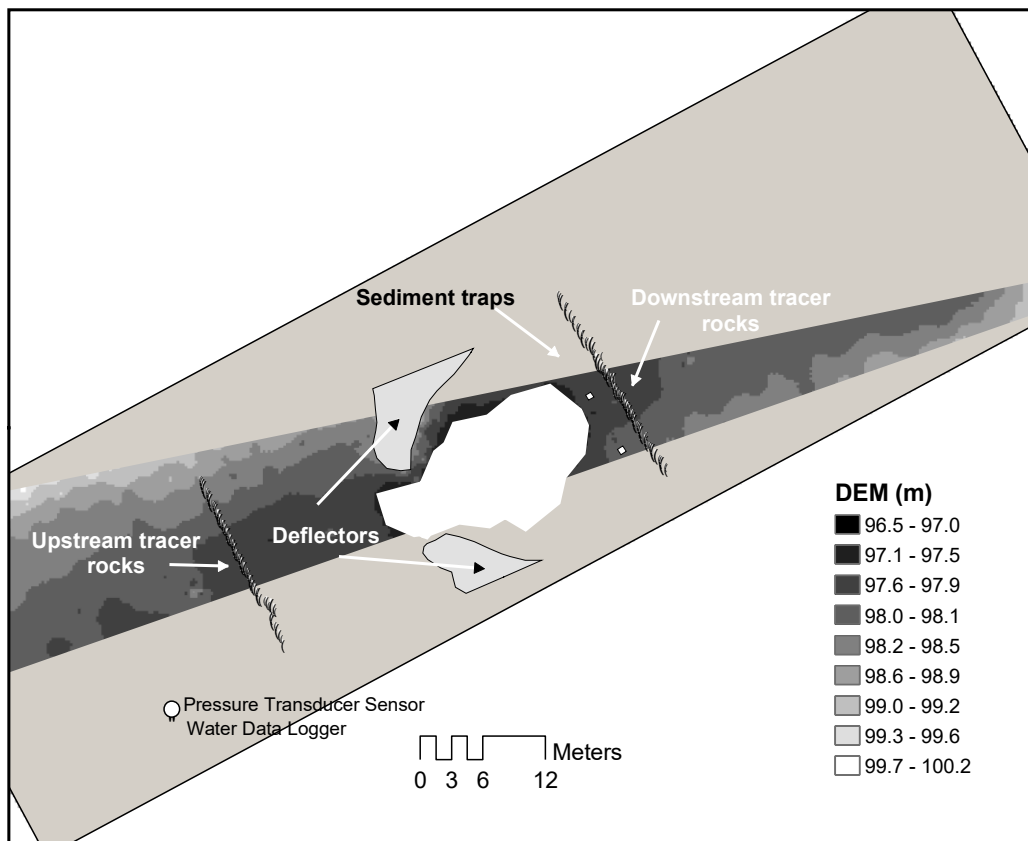 Sediment traps
Downstream tracer
rocks
Upstream tracer
rocks
Deflectors
Pressure Transducer Sensor
Water Data Logger
Meters
0 3 6 12
DEM (m)
96.5 - 97.0
97.1 - 97.5
97.6 - 97.9
98.0 - 98.1
98.2 - 98.5
98.6 - 98.9
99.0 - 99.2
99.3 - 99.6
99.7 - 100.2